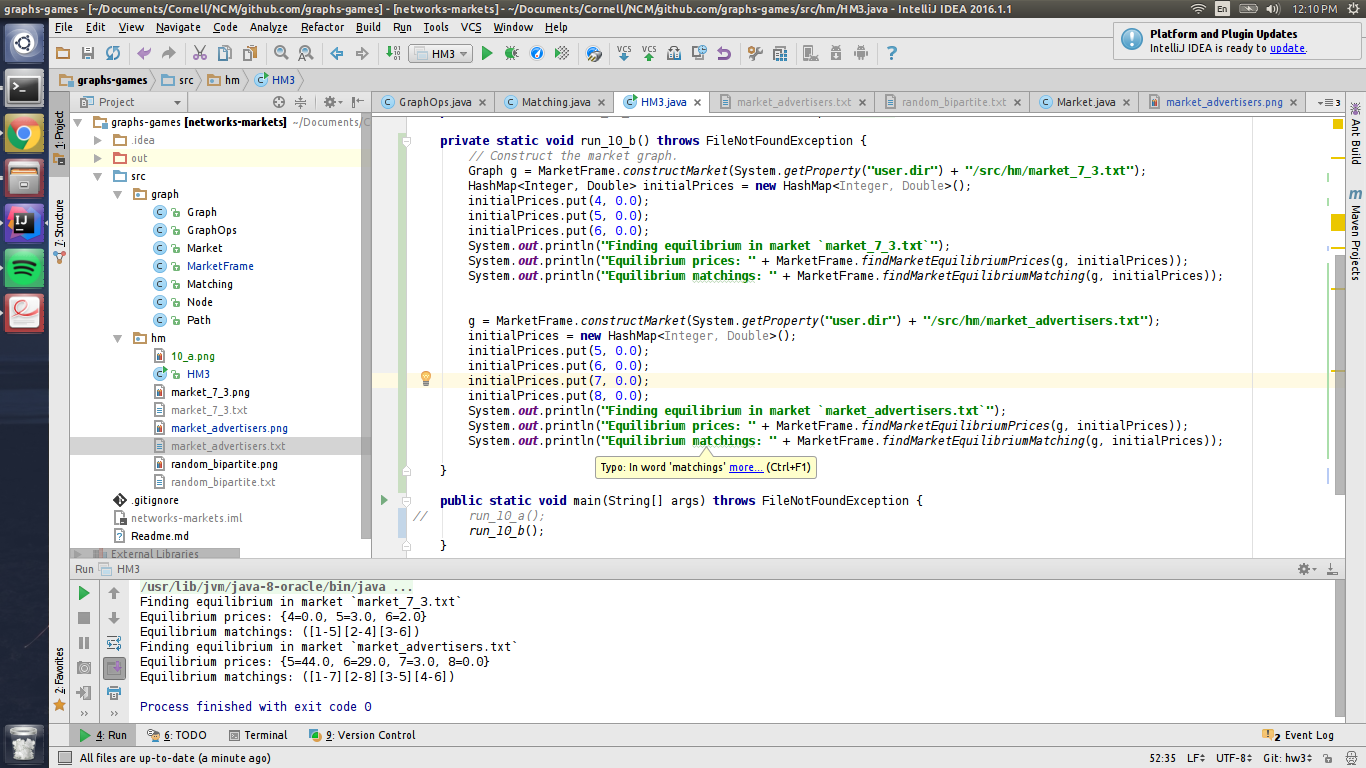 graphs-games - [~/Documents/Cornell/NCM/github.com/graphs-games] - [networks-markets] - ~/Documents/Cornell/NCM/github.com/graphs-games/src/hm/HM3.java - IntelliJ IDEA 2016.1.1
En
12:10 PM
File Edit View Navigate Code Analyze Refactor Build Run Tools VCS Window Help
Platform and Plugin Updates
IntelliJ IDEA is ready to update.
HM3
VCS VCS
graphs-games src hm HM3
Project
GraphOps.java Matching.java HM3.java market_advertisers.txt random_bipartite.txt Market.java market_advertisers.png
3
1: Project
7: Structure
2: Favorites
Ant Build
Maven Projects
graphs-games [networks-markets] ~/Documents/
.idea
out
src
graph
Graph
GraphOps
Market
MarketFrame
Matching
Node
Path
hm
10_a.png
HM3
market_7_3.png
market_7_3.txt
market_advertisers.png
market_advertisers.txt
random_bipartite.png
random_bipartite.txt
.gitignore
networks-markets.iml
Readme.md
External Libraries
private static void run_10_b() throws FileNotFoundException {
// Construct the market graph.
Graph g = MarketFrame.constructMarket(System.getProperty("user.dir") + "/src/hm/market_7_3.txt");
HashMap<Integer, Double> initialPrices = new HashMap<Integer, Double>();
initialPrices.put(4, 0.0);
initialPrices.put(5, 0.0);
initialPrices.put(6, 0.0);
System.out.println("Finding equilibrium in market `market_7_3.txt`");
System.out.println("Equilibrium prices: " + MarketFrame.findMarketEquilibriumPrices(g, initialPrices));
System.out.println("Equilibrium matchings: " + MarketFrame.findMarketEquilibriumMatching(g, initialPrices));
g = MarketFrame.constructMarket(System.getProperty("user.dir") + "/src/hm/market_advertisers.txt");
initialPrices = new HashMap<Integer, Double>();
initialPrices.put(5, 0.0);
initialPrices.put(6, 0.0);
initialPrices.put(7, 0.0);
initialPrices.put(8, 0.0);
System.out.println("Finding equilibrium in market `market_advertisers.txt`");
System.out.println("Equilibrium prices: " + MarketFrame.findMarketEquilibriumPrices(g, initialPrices));
System.out.println("Equilibrium matchings: " + MarketFrame.findMarketEquilibriumMatching(g, initialPrices));
Typo: In word 'matchings' more... (Ctrl+F1)
}
public static void main(String[] args) throws FileNotFoundException {
// run_10_a();
run_10_b();
}
Run HM3
/usr/lib/jvm/java-8-oracle/bin/java ...
Finding equilibrium in market `market_7_3.txt`
Equilibrium prices: {4=0.0, 5=3.0, 6=2.0}
Equilibrium matchings: ([1-5][2-4][3-6])
Finding equilibrium in market `market_advertisers.txt`
Equilibrium prices: {5=44.0, 6=29.0, 7=3.0, 8=0.0}
Equilibrium matchings: ([1-7][2-8][3-5][4-6])
Process finished with exit code 0
4: Run 6: TODO Terminal 9: Version Control 2 Event Log
All files are up-to-date (a minute ago) 52:35 LF UTF-8 Git: hw3